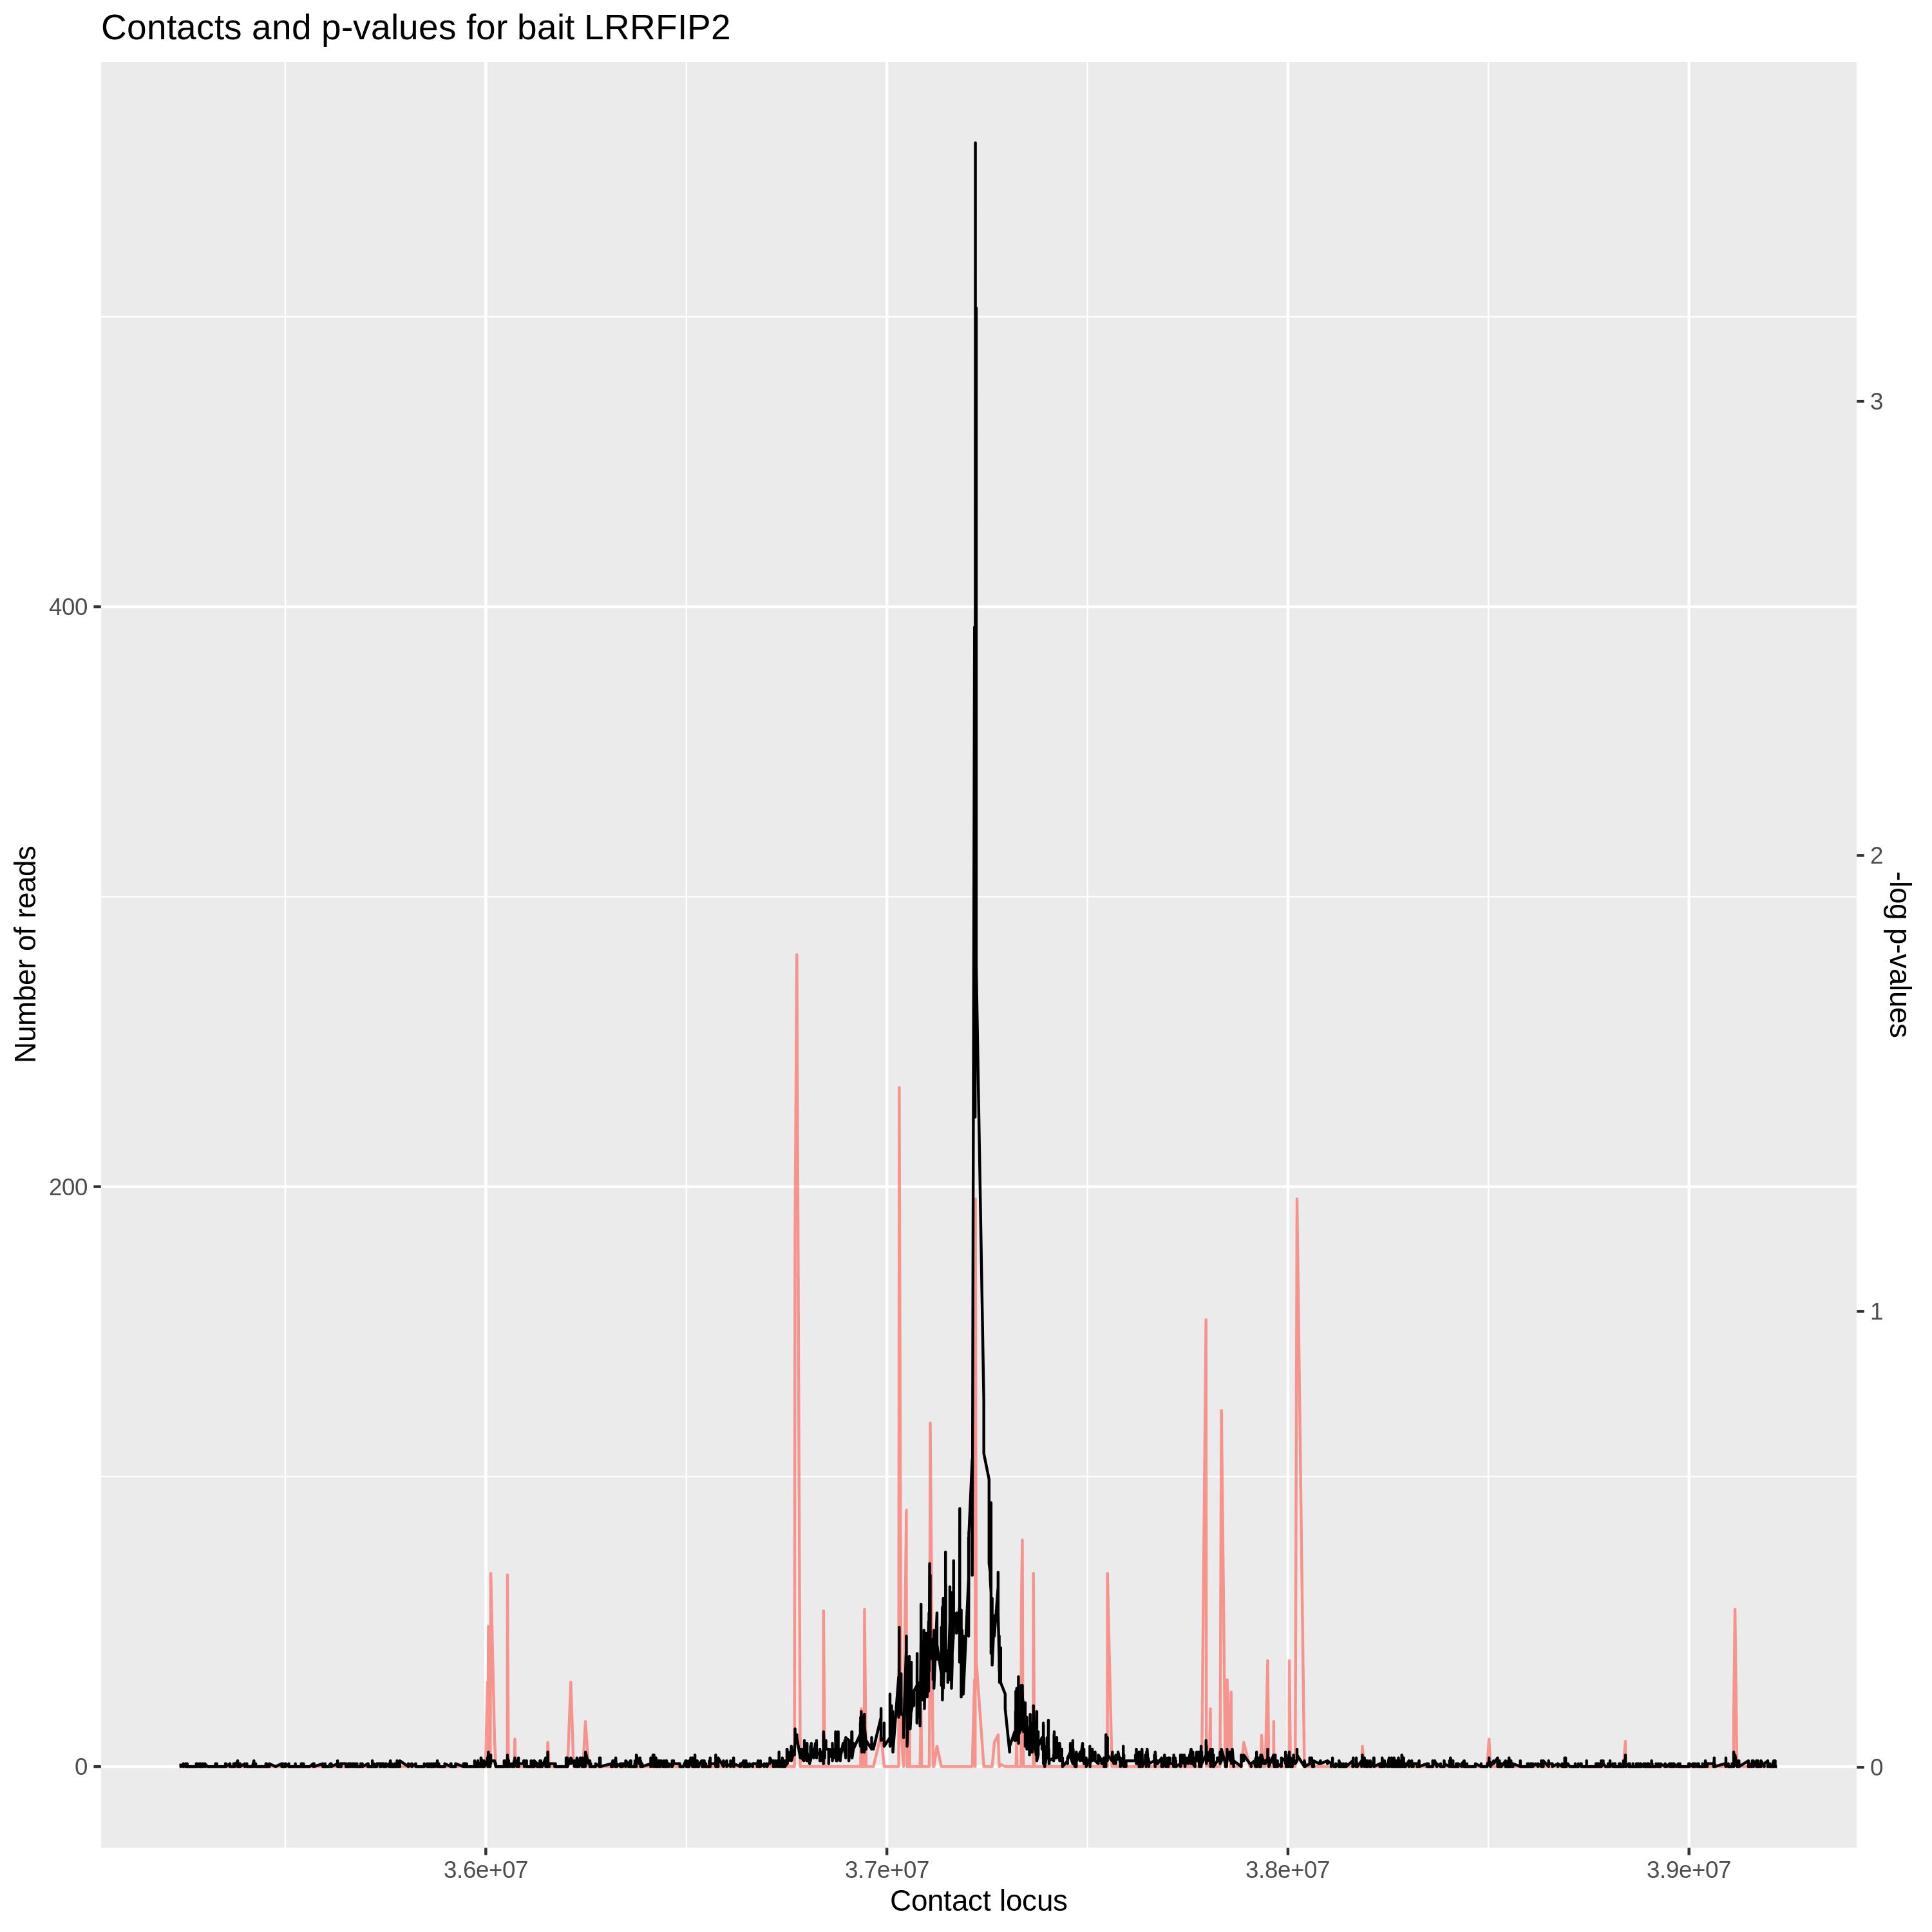 Contacts and p-values for bait LRRFIP2
Number of reads
400
200
0
3
2
1
0
-log p-values
3.6e+07
3.7e+07
3.8e+07
3.9e+07
Contact locus